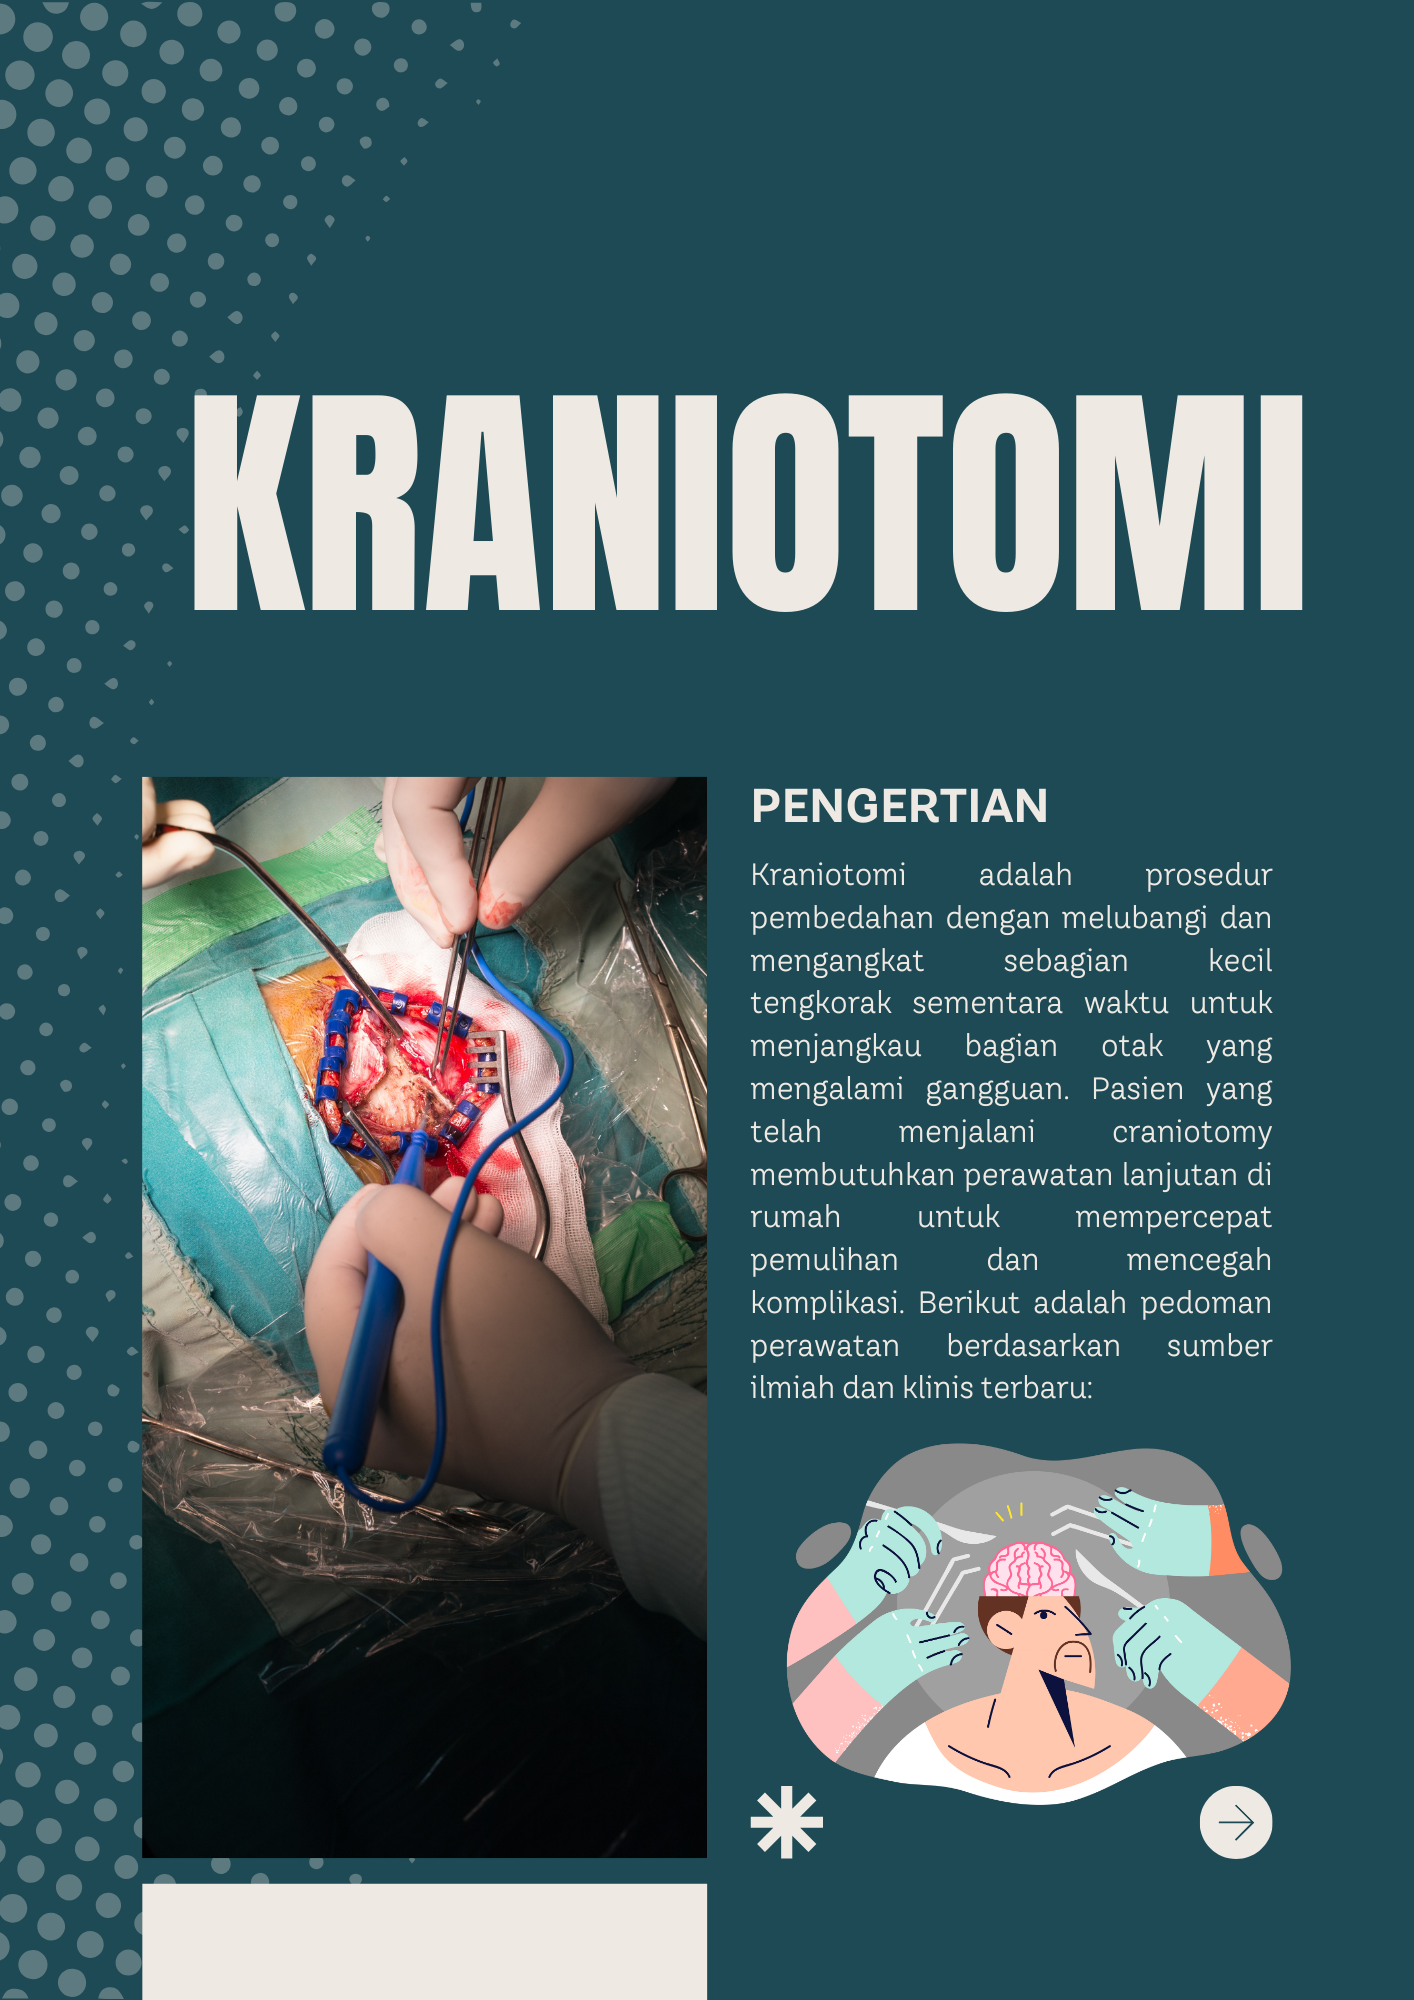 KRANIOTOMI
PENGERTIAN
Kraniotomi adalah prosedur
pembedahan dengan melubangi dan
mengangkat sebagian kecil
tengkorak sementara waktu untuk
menjangkau bagian otak yang
mengalami gangguan. Pasien yang
telah menjalani craniotomy
membutuhkan perawatan lanjutan di
rumah untuk mempercepat
pemulihan dan mencegah
komplikasi. Berikut adalah pedoman
perawatan berdasarkan sumber
ilmiah dan klinis terbaru: